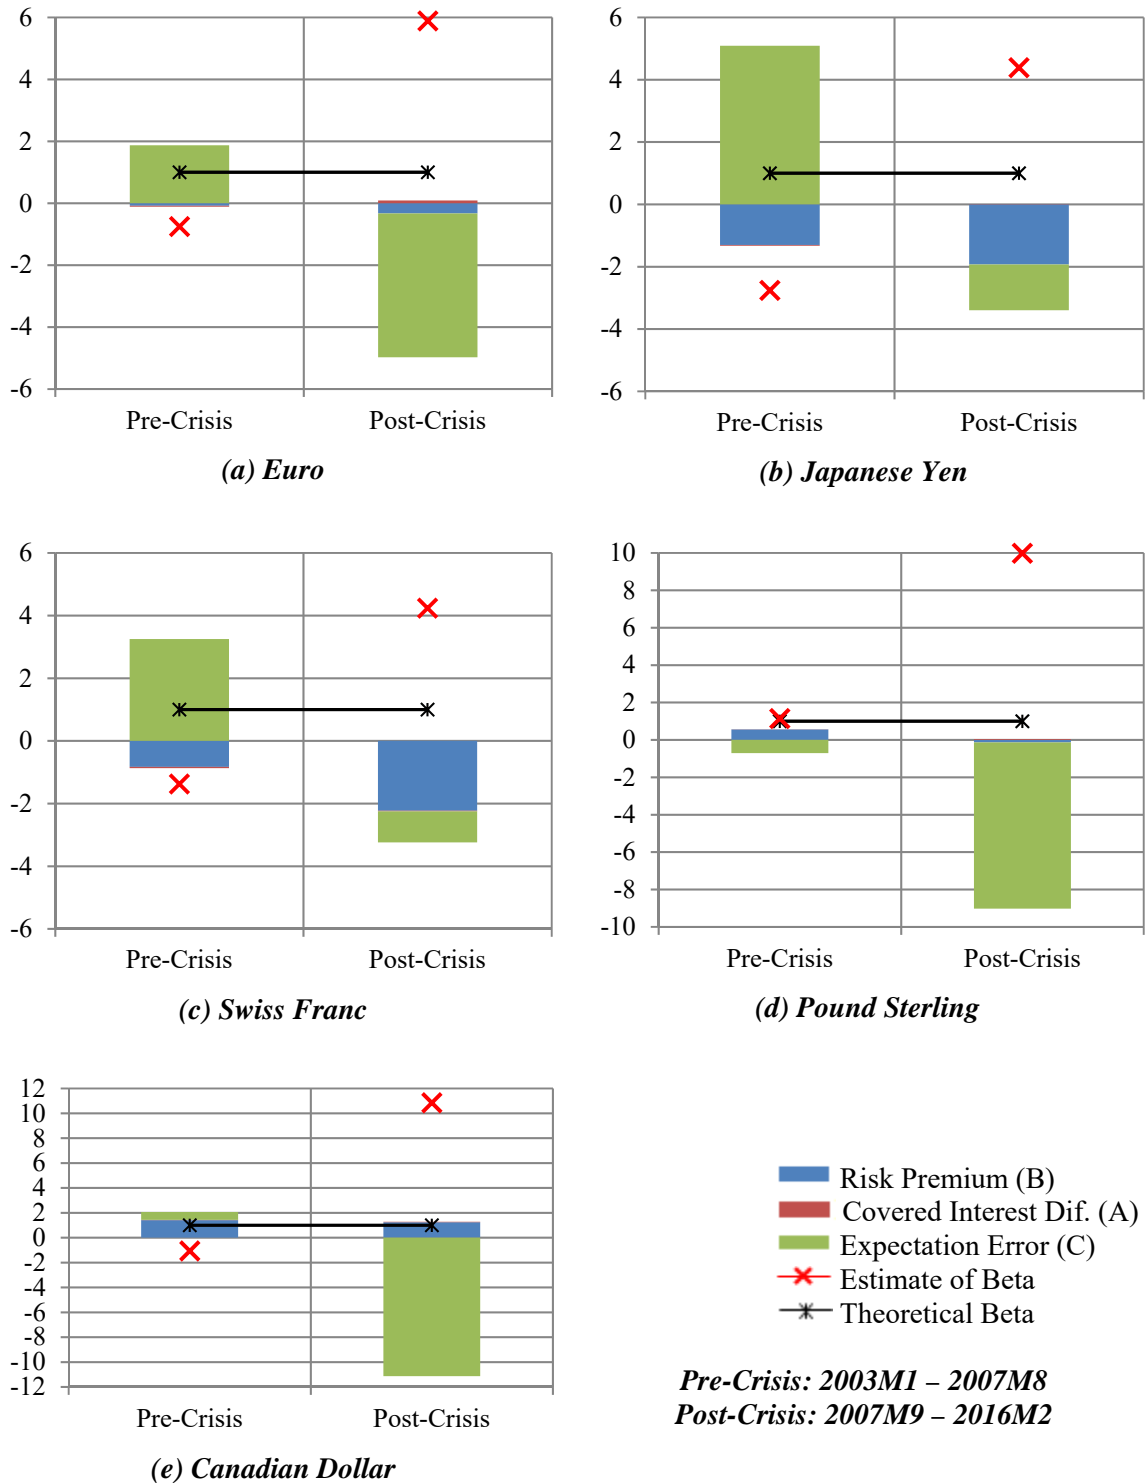 6
4
2
0
-2
-4
-6
Pre-Crisis Post-Crisis
(a) Euro
6
4
2
0
-2
-4
-6
Pre-Crisis Post-Crisis
(b) Japanese Yen
6
4
2
0
-2
-4
-6
Pre-Crisis Post-Crisis
(c) Swiss Franc
10
8
6
4
2
0
-2
-4
-6
-8
-10
Pre-Crisis Post-Crisis
(d) Pound Sterling
12
10
8
6
4
2
0
-2
-4
-6
-8
-10
-12
Pre-Crisis Post-Crisis
(e) Canadian Dollar
Risk Premium (B)
Covered Interest Dif. (A)
Expectation Error (C)
Estimate of Beta
Theoretical Beta
Pre-Crisis: 2003M1 – 2007M8
Post-Crisis: 2007M9 – 2016M2